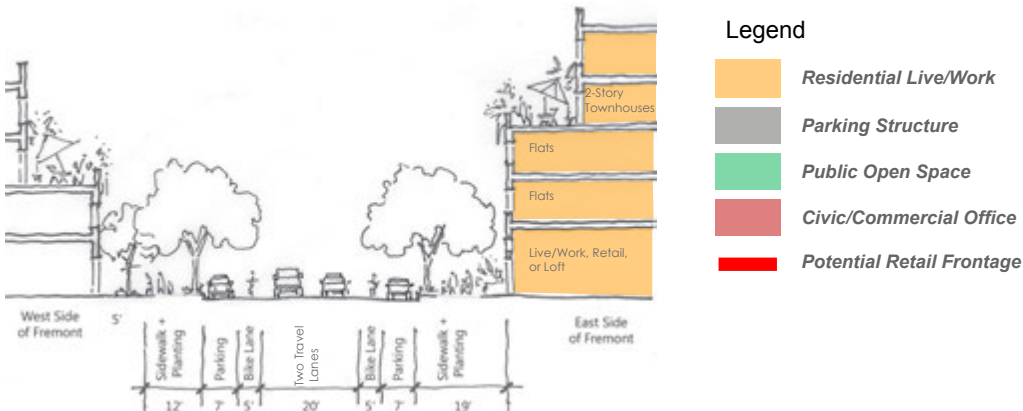 Legend
Residential Live/Work
Parking Structure
Public Open Space
Civic/Commercial Office
Potential Retail Frontage
2-Story
Townhouses
Flats
Flats
Live/Work, Retail,
or Loft
West Side
of Fremont
5'
East Side
of Fremont
Sidewalk +
Planting
Parking
Bike Lane
Two Travel
Lanes
Bike Lane
Parking
Sidewalk +
Planting
12'
7'
5'
20'
5'
7'
19'